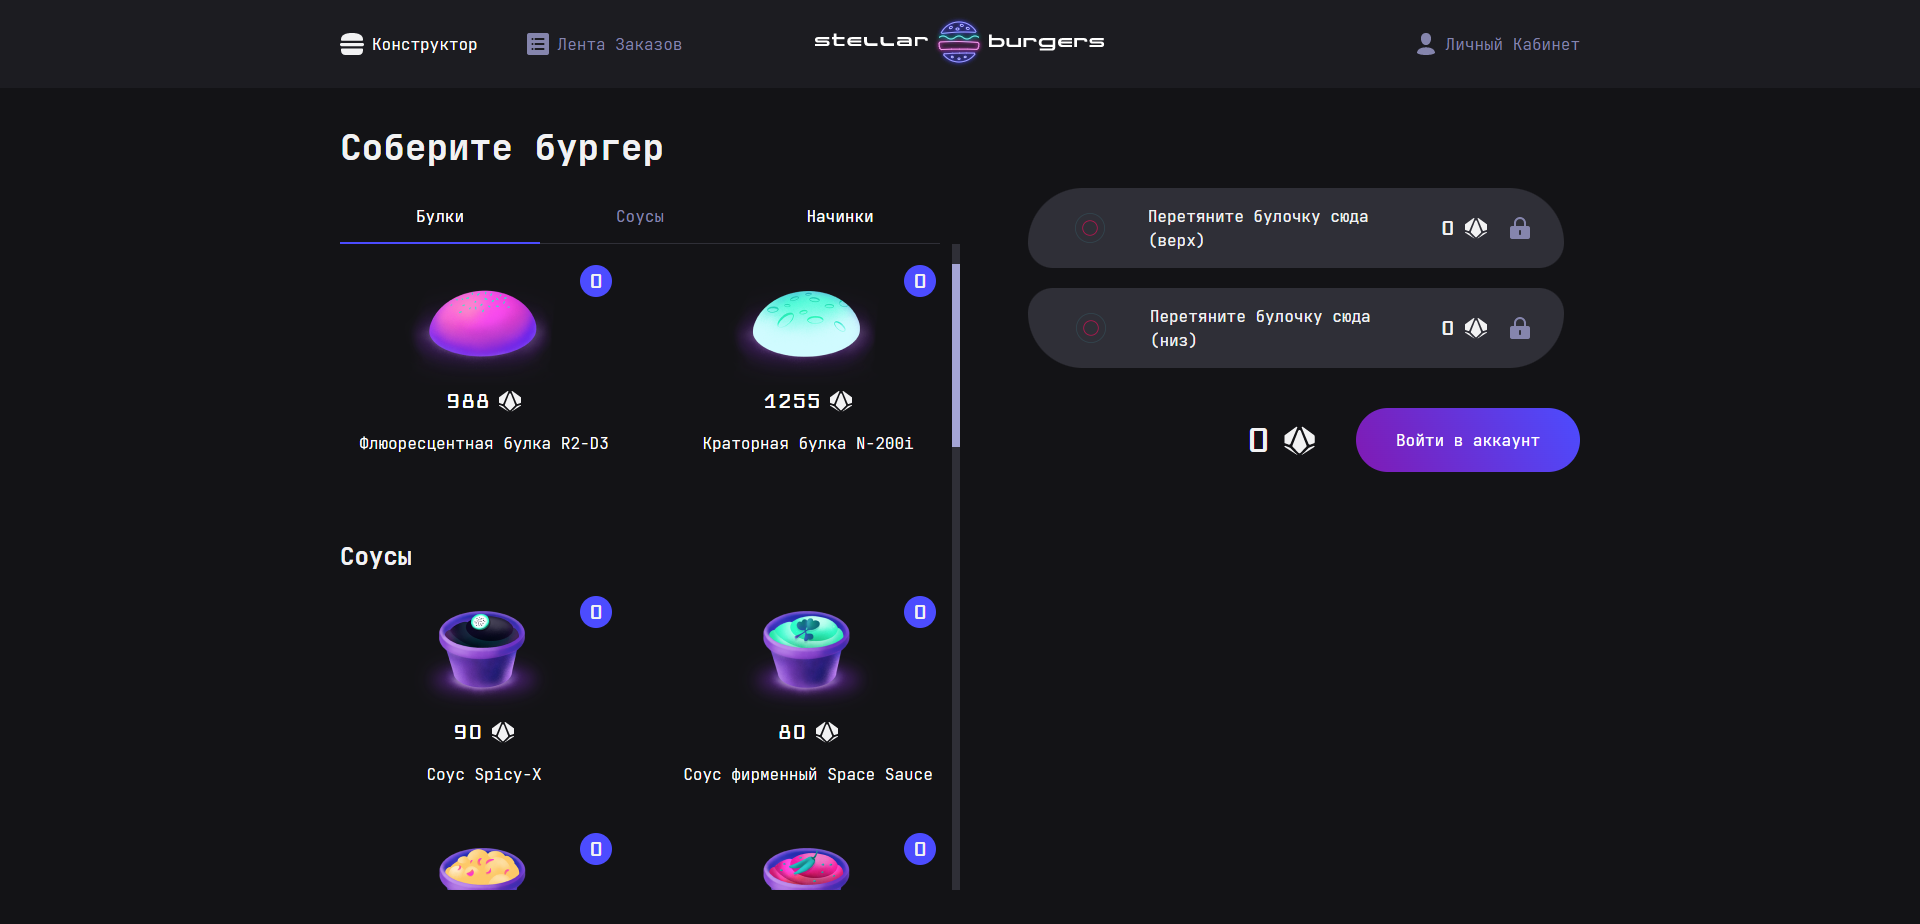 Конструктор
Лента Заказов
stellar burgers
Личный Кабинет
Соберите бургер
Булки
Соусы
Начинки
0
0
988
1255
Флюоресцентная булка R2-D3
Краторная булка N-200i
Соусы
0
0
90
80
Соус Spicy-X
Соус фирменный Space Sauce
0
0
Перетяните булочку сюда
(верх)
0
Перетяните булочку сюда
(низ)
0
0
Войти в аккаунт